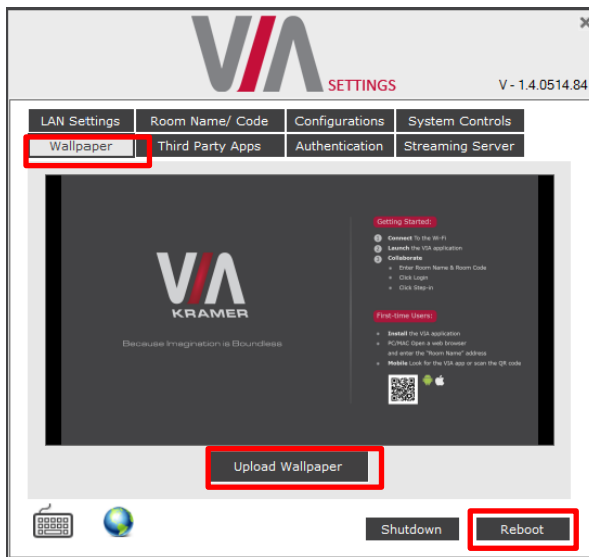 VIA
SETTINGS
V - 1.4.0514.84
LAN Settings
Room Name/ Code
Configurations
System Controls
Wallpaper
Third Party Apps
Authentication
Streaming Server
VIA
KRAMER
Because Imagination is Boundless
Getting Started:
1 Connect To the Wi-Fi
2 Launch the VIA application
3 Collaborate
Enter Room Name & Room Code
Click Login
Click Step-in
First-time Users:
Install the VIA application
PC/MAC Open a web browser
and enter the "Room Name" address
Mobile Look for the VIA app or scan the QR code
Upload Wallpaper
Shutdown
Reboot